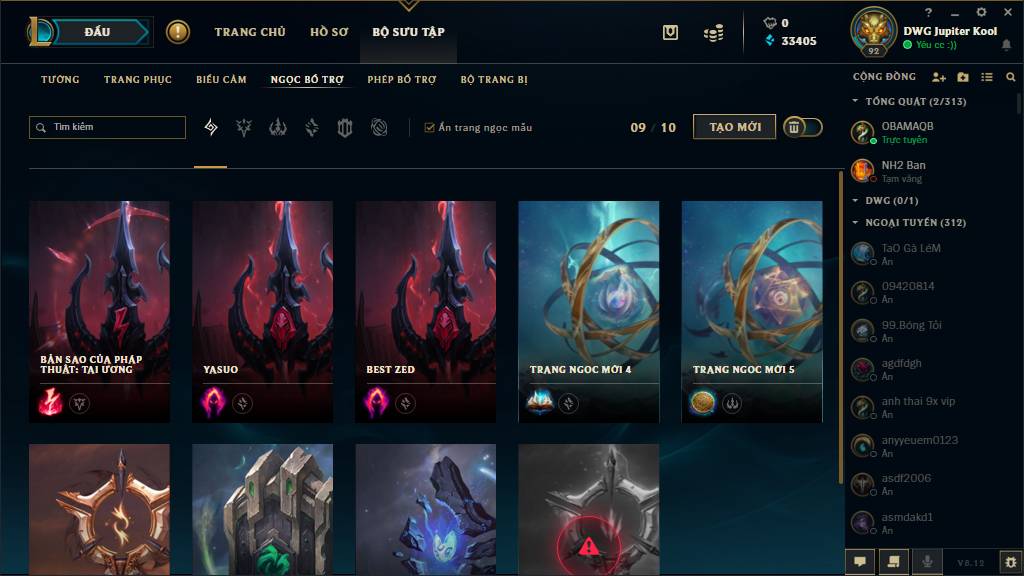 ĐẤU
TRANG CHỦ
HỒ SƠ
BỘ SƯU TẬP
0
33405
92
DWG Jupiter Kool
Yêu cc :))
TƯỚNG
TRANG PHỤC
BIỂU CẢM
NGỌC BỔ TRỢ
PHÉP BỔ TRỢ
BỘ TRANG BỊ
Tìm kiếm
Ẩn trang ngọc mẫu
09 / 10
TẠO MỚI
BẢN SAO CỦA PHÁP
THUẬT: TAI ƯƠNG
YASUO
BEST ZED
TRANG NGỌC MỚI 4
TRANG NGỌC MỚI 5
CỘNG ĐỒNG
TỔNG QUÁT (2/313)
OBAMAQB
Trực tuyến
NH2 Ban
Tạm vắng
DWG (0/1)
NGOẠI TUYẾN (312)
TaO Gà LéM
Ẩn
09420814
Ẩn
99.Bóng Tối
Ẩn
agdfdgh
Ẩn
anh thai 9x vip
Ẩn
anyyeuem0123
Ẩn
asdf2006
Ẩn
asmdakd1
Ẩn
V8.12